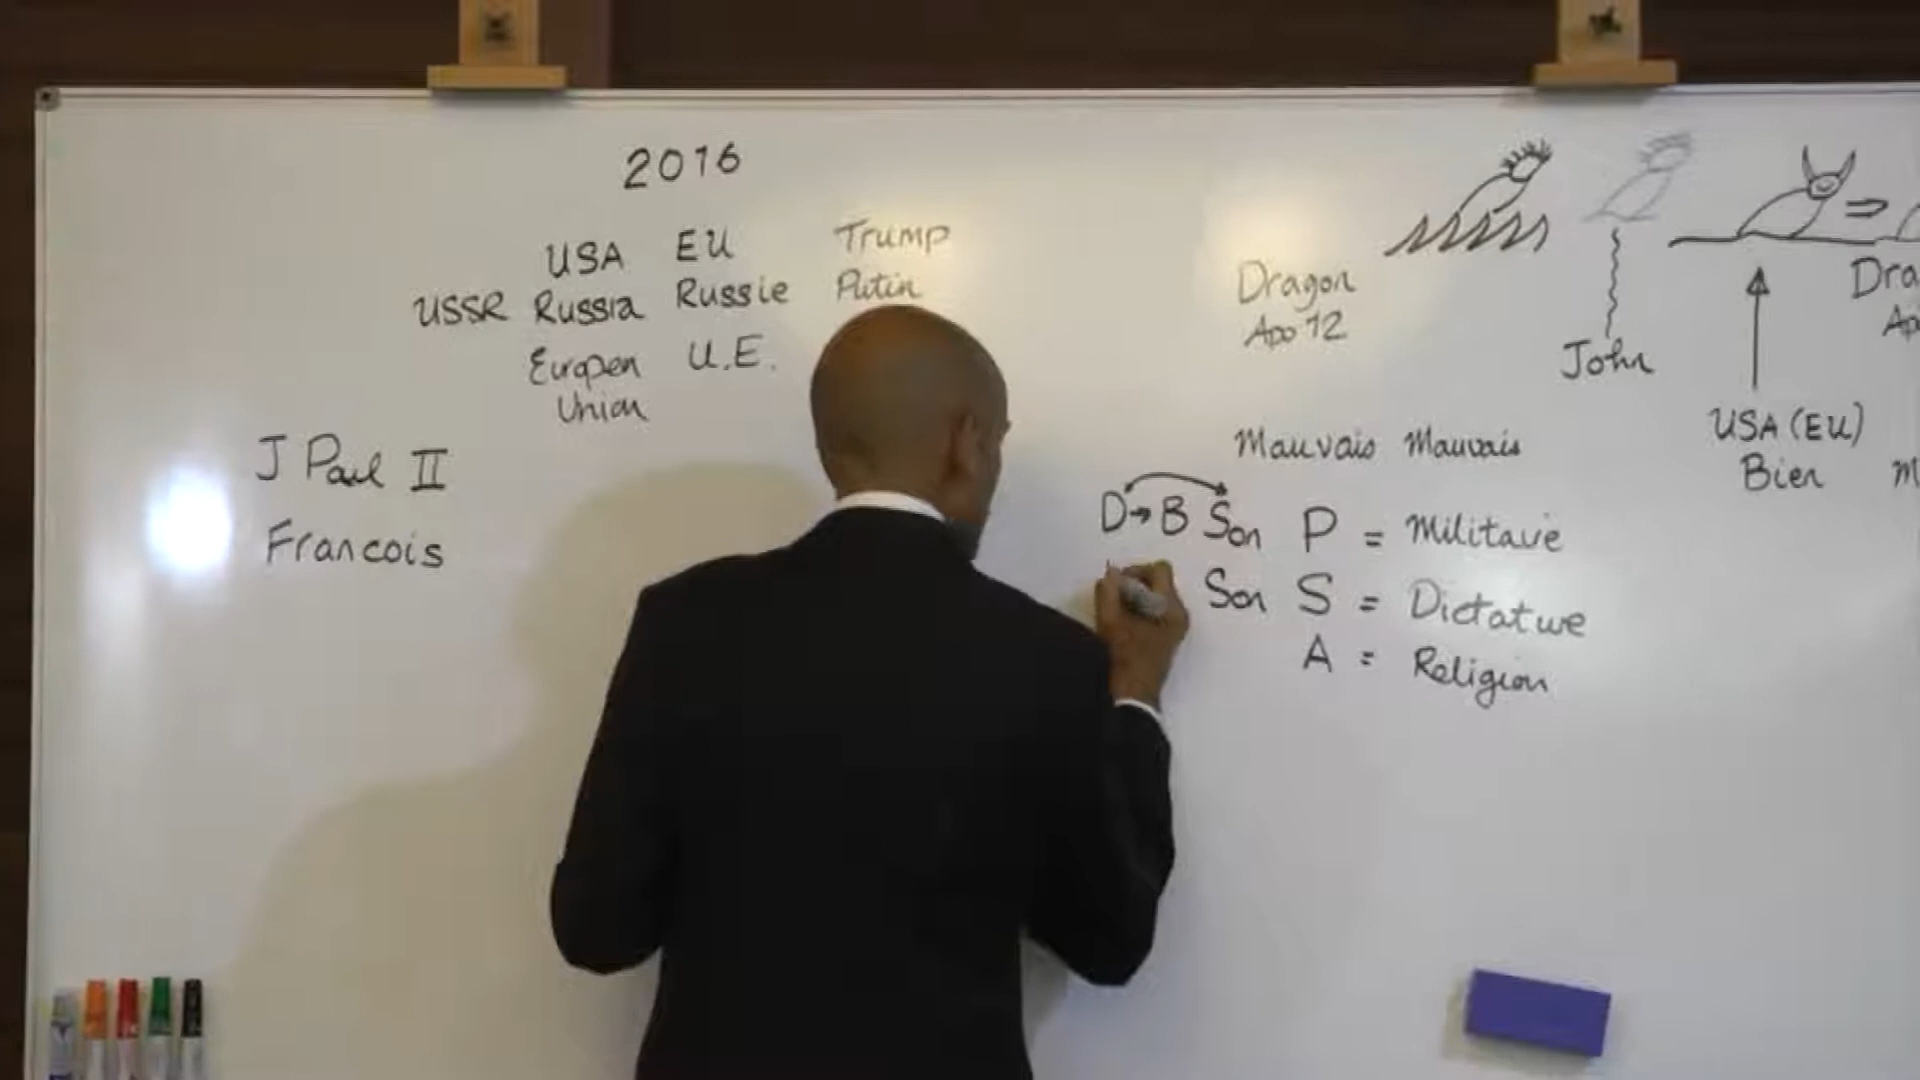 2016
USA EU Trump
USSR Russia Russie Putin
Europen U.E.
Union
J Paul II
Francois
Dragon
Apo 12
John
USA (EU)
Bien
Mauvais Mauvais
D→B Son P = Militaire
Son S = Dictature
A = Religion